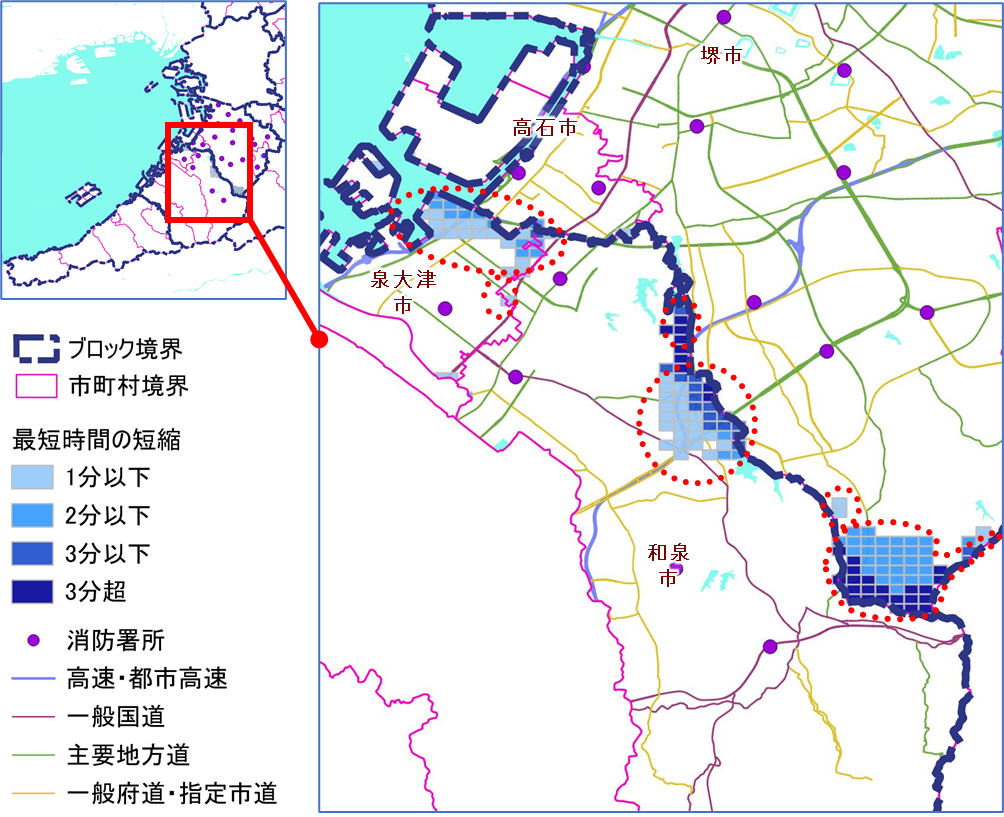 堺市
高石市
泉大津
市
和泉
市
ブロック境界
市町村境界
最短時間の短縮
1分以下
2分以下
3分以下
3分超
消防署所
高速・都市高速
一般国道
主要地方道
一般府道・指定市道